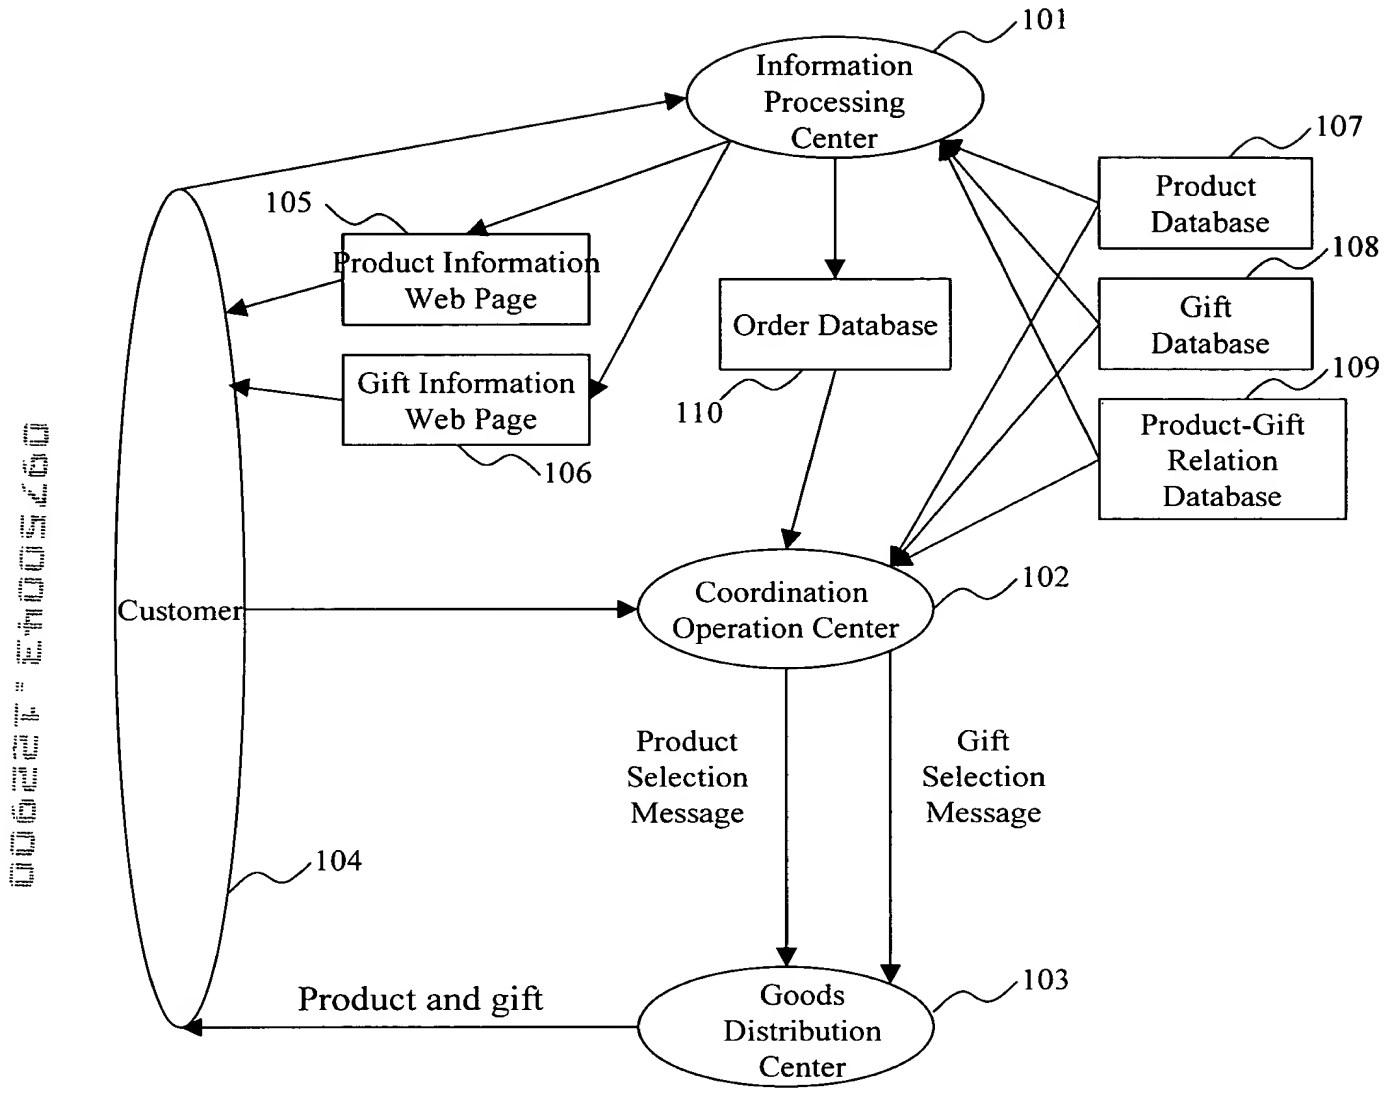 101
Information
Processing
Center
107
Product
Database
105
Product Information
Web Page
108
Gift
Database
Order Database
110
Gift Information
Web Page
106
109
Product-Gift
Relation
Database
09750043.122900
102
Coordination
Operation Center
Customer
Product
Selection
Message
Gift
Selection
Message
104
103
Goods
Distribution
Center
Product and gift